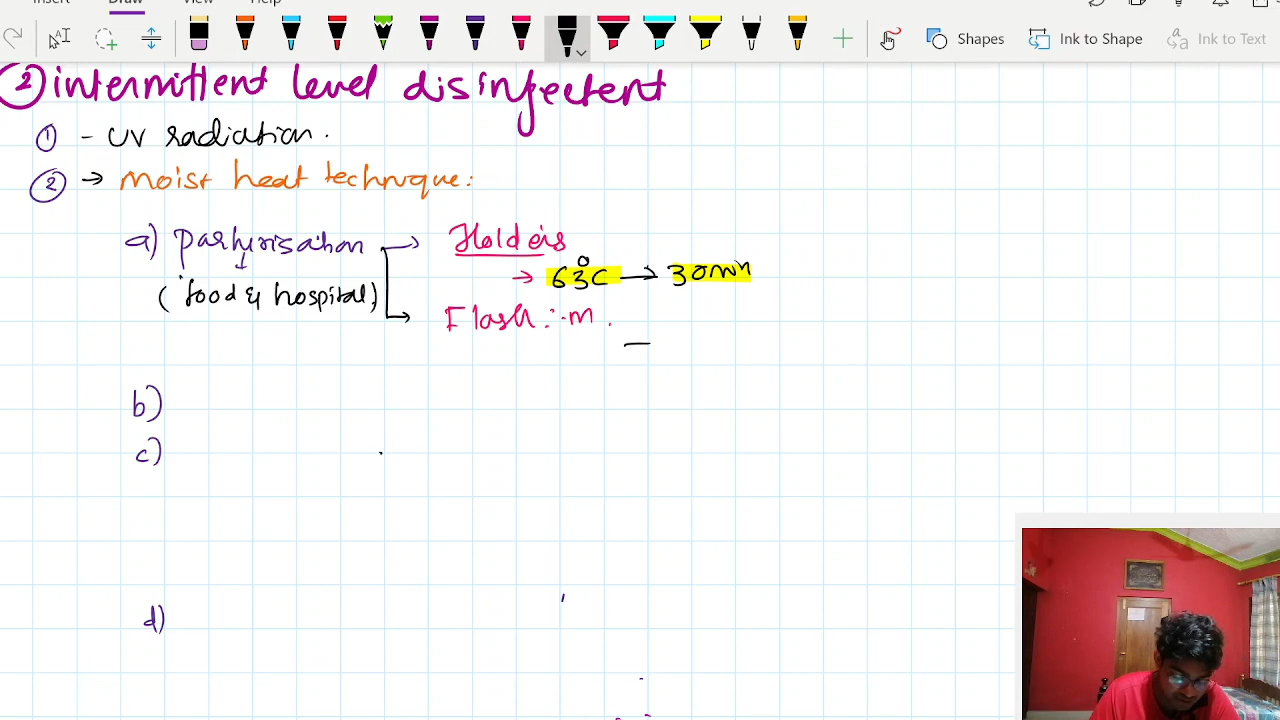 Insert Draw View Help
Shapes Ink to Shape Ink to Text
② intermittent level disinfectent
① - UV radiation.
② → Moist heat technique:
a) pasturisation → Holders
→ 63°C → 30min
(food & hospital) → Flash :-m.
b)
c)
d)